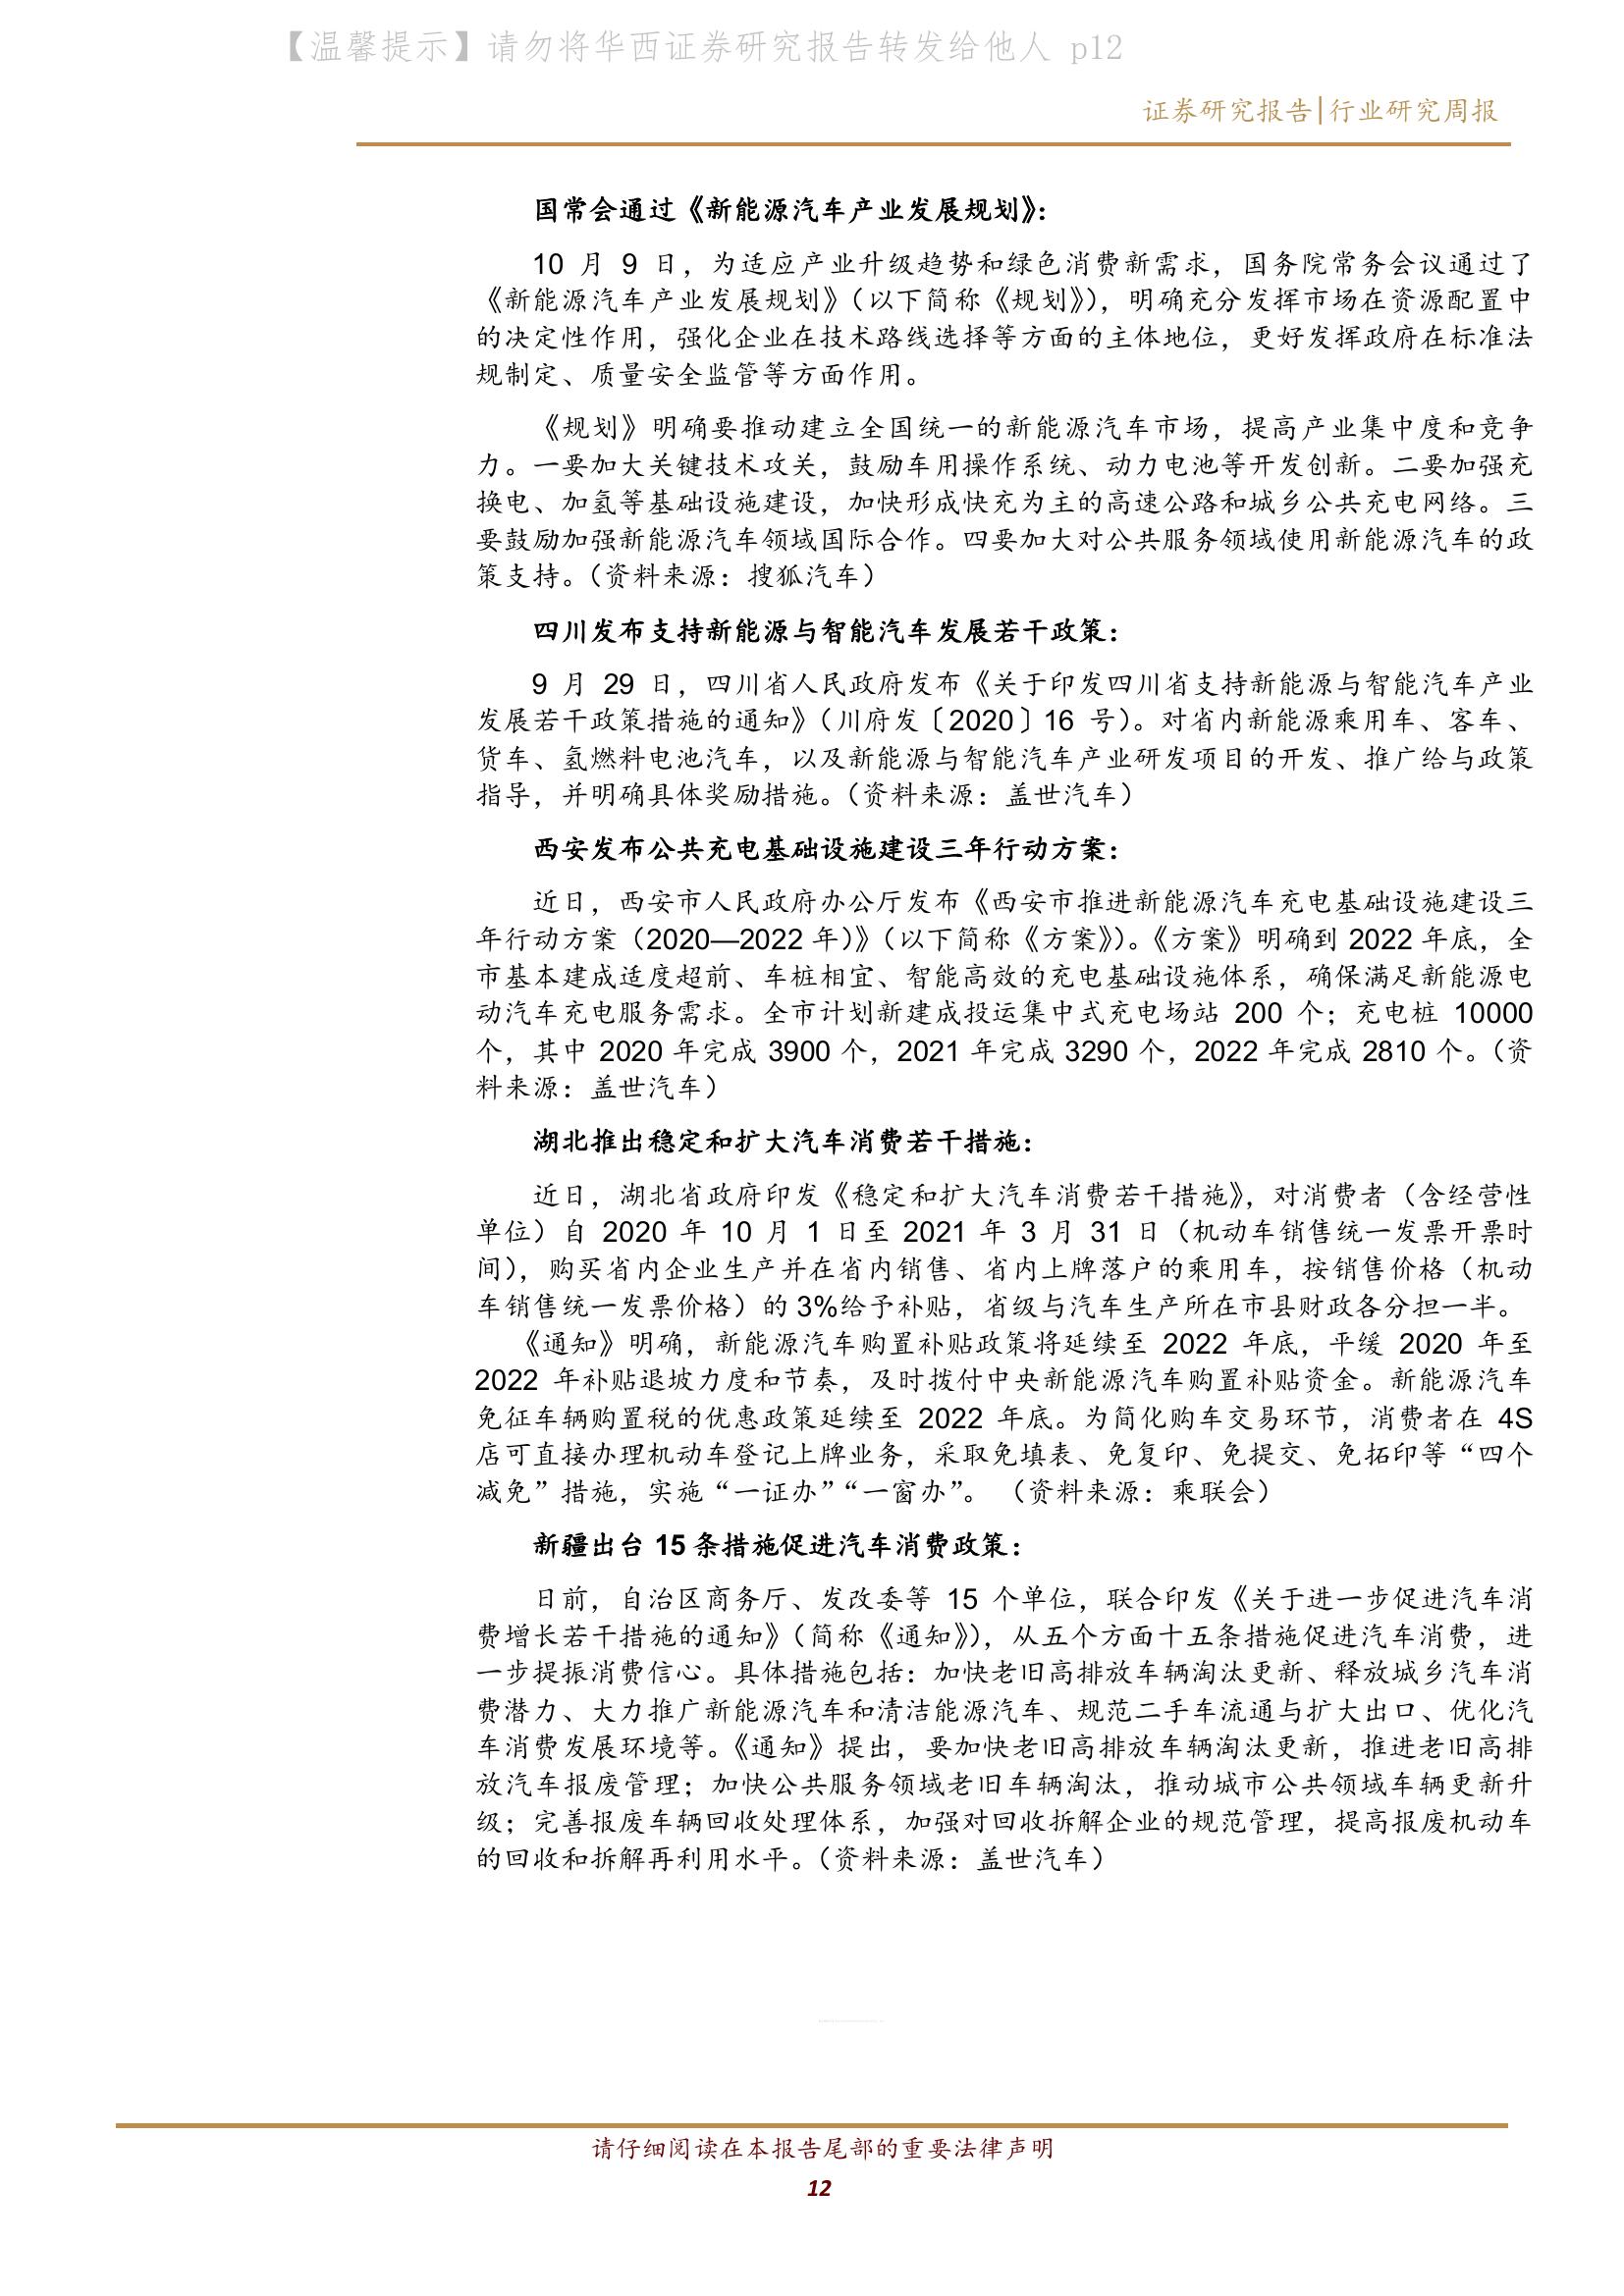 【温馨提示】请勿将华西证券研究报告转发给他人 p12
证券研究报告|行业研究周报
国常会通过《新能源汽车产业发展规划》：
10 月 9 日，为适应产业升级趋势和绿色消费新需求，国务院常务会议通过了
《新能源汽车产业发展规划》（以下简称《规划》），明确充分发挥市场在资源配置中
的决定性作用，强化企业在技术路线选择等方面的主体地位，更好发挥政府在标准法
规制定、质量安全监管等方面作用。
《规划》明确要推动建立全国统一的新能源汽车市场，提高产业集中度和竞争
力。一要加大关键技术攻关，鼓励车用操作系统、动力电池等开发创新。二要加强充
换电、加氢等基础设施建设，加快形成快充为主的高速公路和城乡公共充电网络。三
要鼓励加强新能源汽车领域国际合作。四要加大对公共服务领域使用新能源汽车的政
策支持。（资料来源：搜狐汽车）
四川发布支持新能源与智能汽车发展若干政策：
9 月 29 日，四川省人民政府发布《关于印发四川省支持新能源与智能汽车产业
发展若干政策措施的通知》（川府发〔2020〕16 号）。对省内新能源乘用车、客车、
货车、氢燃料电池汽车，以及新能源与智能汽车产业研发项目的开发、推广给与政策
指导，并明确具体奖励措施。（资料来源：盖世汽车）
西安发布公共充电基础设施建设三年行动方案：
近日，西安市人民政府办公厅发布《西安市推进新能源汽车充电基础设施建设三
年行动方案（2020—2022 年）》（以下简称《方案》）。《方案》明确到 2022 年底，全
市基本建成适度超前、车桩相宜、智能高效的充电基础设施体系，确保满足新能源电
动汽车充电服务需求。全市计划新建成投运集中式充电场站 200 个；充电桩 10000
个，其中 2020 年完成 3900 个，2021 年完成 3290 个，2022 年完成 2810 个。（资
料来源：盖世汽车）
湖北推出稳定和扩大汽车消费若干措施：
近日，湖北省政府印发《稳定和扩大汽车消费若干措施》，对消费者（含经营性
单位）自 2020 年 10 月 1 日至 2021 年 3 月 31 日（机动车销售统一发票开票时
间），购买省内企业生产并在省内销售、省内上牌落户的乘用车，按销售价格（机动
车销售统一发票价格）的 3%给予补贴，省级与汽车生产所在市县财政各分担一半。
《通知》明确，新能源汽车购置补贴政策将延续至 2022 年底，平缓 2020 年至
2022 年补贴退坡力度和节奏，及时拨付中央新能源汽车购置补贴资金。新能源汽车
免征车辆购置税的优惠政策延续至 2022 年底。为简化购车交易环节，消费者在 4S
店可直接办理机动车登记上牌业务，采取免填表、免复印、免提交、免拓印等“四个
减免”措施，实施“一证办”“一窗办”。 （资料来源：乘联会）
新疆出台 15 条措施促进汽车消费政策：
日前，自治区商务厅、发改委等 15 个单位，联合印发《关于进一步促进汽车消
费增长若干措施的通知》（简称《通知》），从五个方面十五条措施促进汽车消费，进
一步提振消费信心。具体措施包括：加快老旧高排放车辆淘汰更新、释放城乡汽车消
费潜力、大力推广新能源汽车和清洁能源汽车、规范二手车流通与扩大出口、优化汽
车消费发展环境等。《通知》提出，要加快老旧高排放车辆淘汰更新，推进老旧高排
放汽车报废管理；加快公共服务领域老旧车辆淘汰，推动城市公共领域车辆更新升
级；完善报废车辆回收处理体系，加强对回收拆解企业的规范管理，提高报废机动车
的回收和拆解再利用水平。（资料来源：盖世汽车）
请仔细阅读在本报告尾部的重要法律声明
12